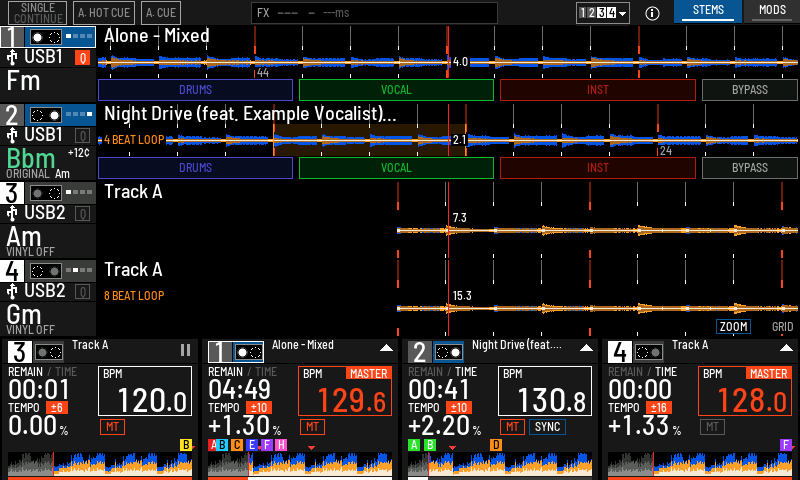 SINGLE
CONTINUE
A. HOT CUE
A. CUE
FX --- - ---ms
1 2 3 4
STEMS
MODS
1
USB1 0
Fm
Alone - Mixed
44
4.0
DRUMS VOCAL INST BYPASS
2
USB1 0
Bbm +12¢
ORIGINAL Am
Night Drive (feat. Example Vocalist)...
4 BEAT LOOP
2.1
24
DRUMS VOCAL INST BYPASS
3
USB2 0
Am
VINYL OFF
Track A
7.3
4
USB2 0
Gm
VINYL OFF
Track A
8 BEAT LOOP
15.3
ZOOM GRID
3
Track A
REMAIN / TIME
00:01
TEMPO ±6
0.00%
BPM
120.0
MT
B
1
Alone - Mixed
REMAIN / TIME
04:49
TEMPO ±10
+1.30%
BPM MASTER
129.6
MT
A B C E F H
2
Night Drive (feat....
REMAIN / TIME
00:41
TEMPO ±10
+2.20%
BPM
130.8
MT SYNC
A B D
4
Track A
REMAIN / TIME
00:00
TEMPO ±16
+1.33%
BPM MASTER
128.0
MT
F